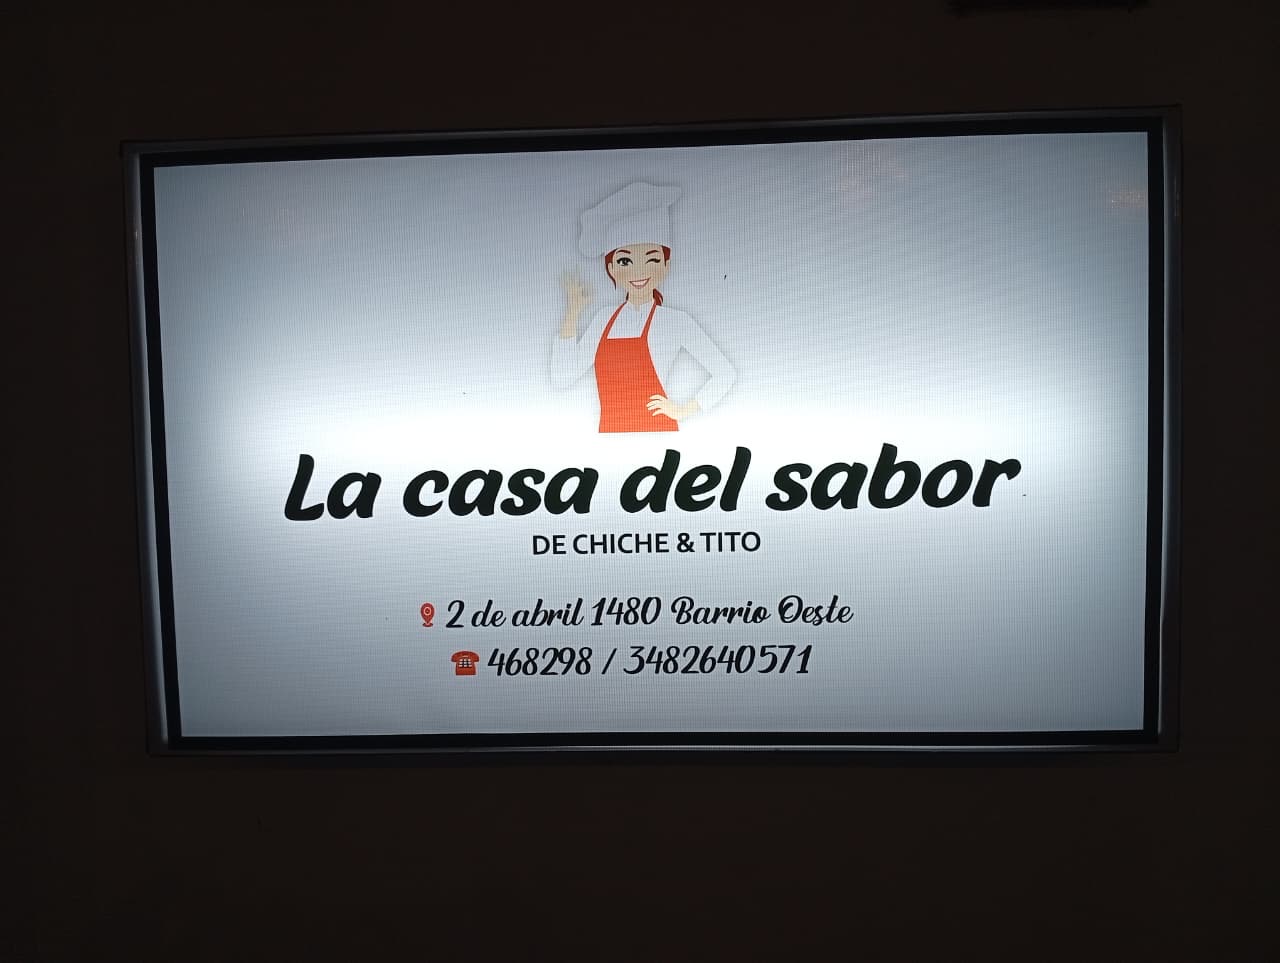 La casa del sabor
DE CHICHE & TITO
2 de abril 1480 Barrio Oeste
468298 / 3482640571